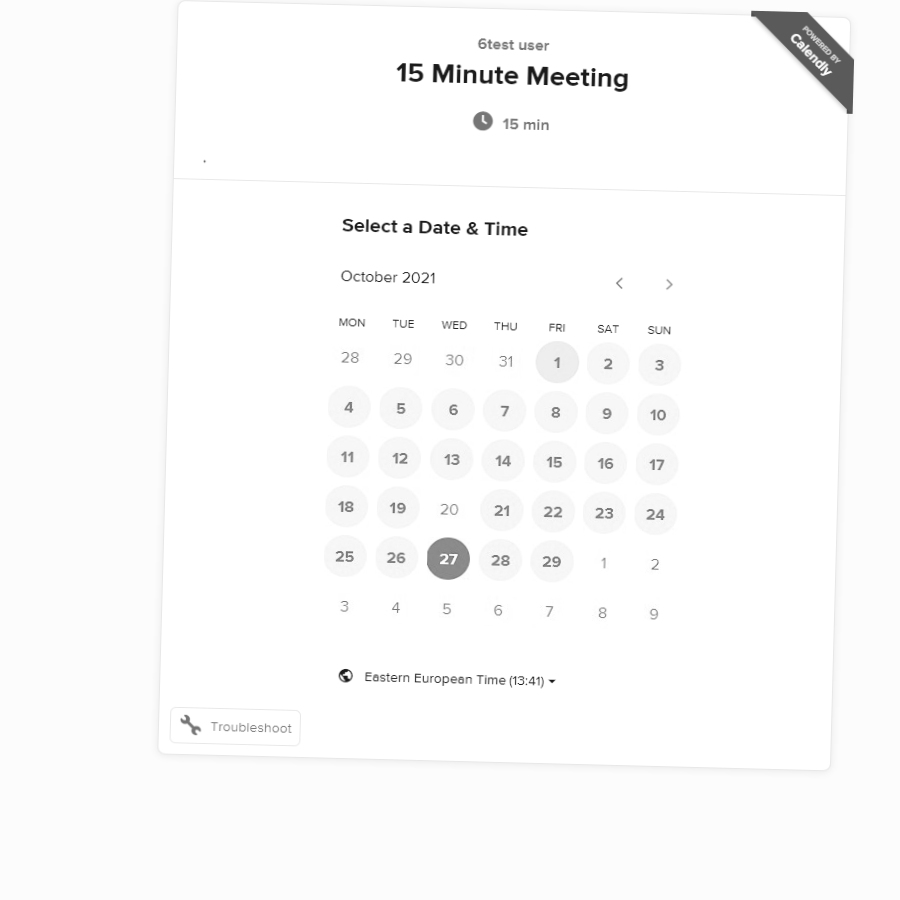 6test user
15 Minute Meeting
15 min
POWERED BY
Calendly
.
Select a Date & Time
October 2021
MON TUE WED THU FRI SAT SUN
28 29 30 31 1 2 3
4 5 6 7 8 9 10
11 12 13 14 15 16 17
18 19 20 21 22 23 24
25 26 27 28 29 1 2
3 4 5 6 7 8 9
Eastern European Time (13:41)
Troubleshoot